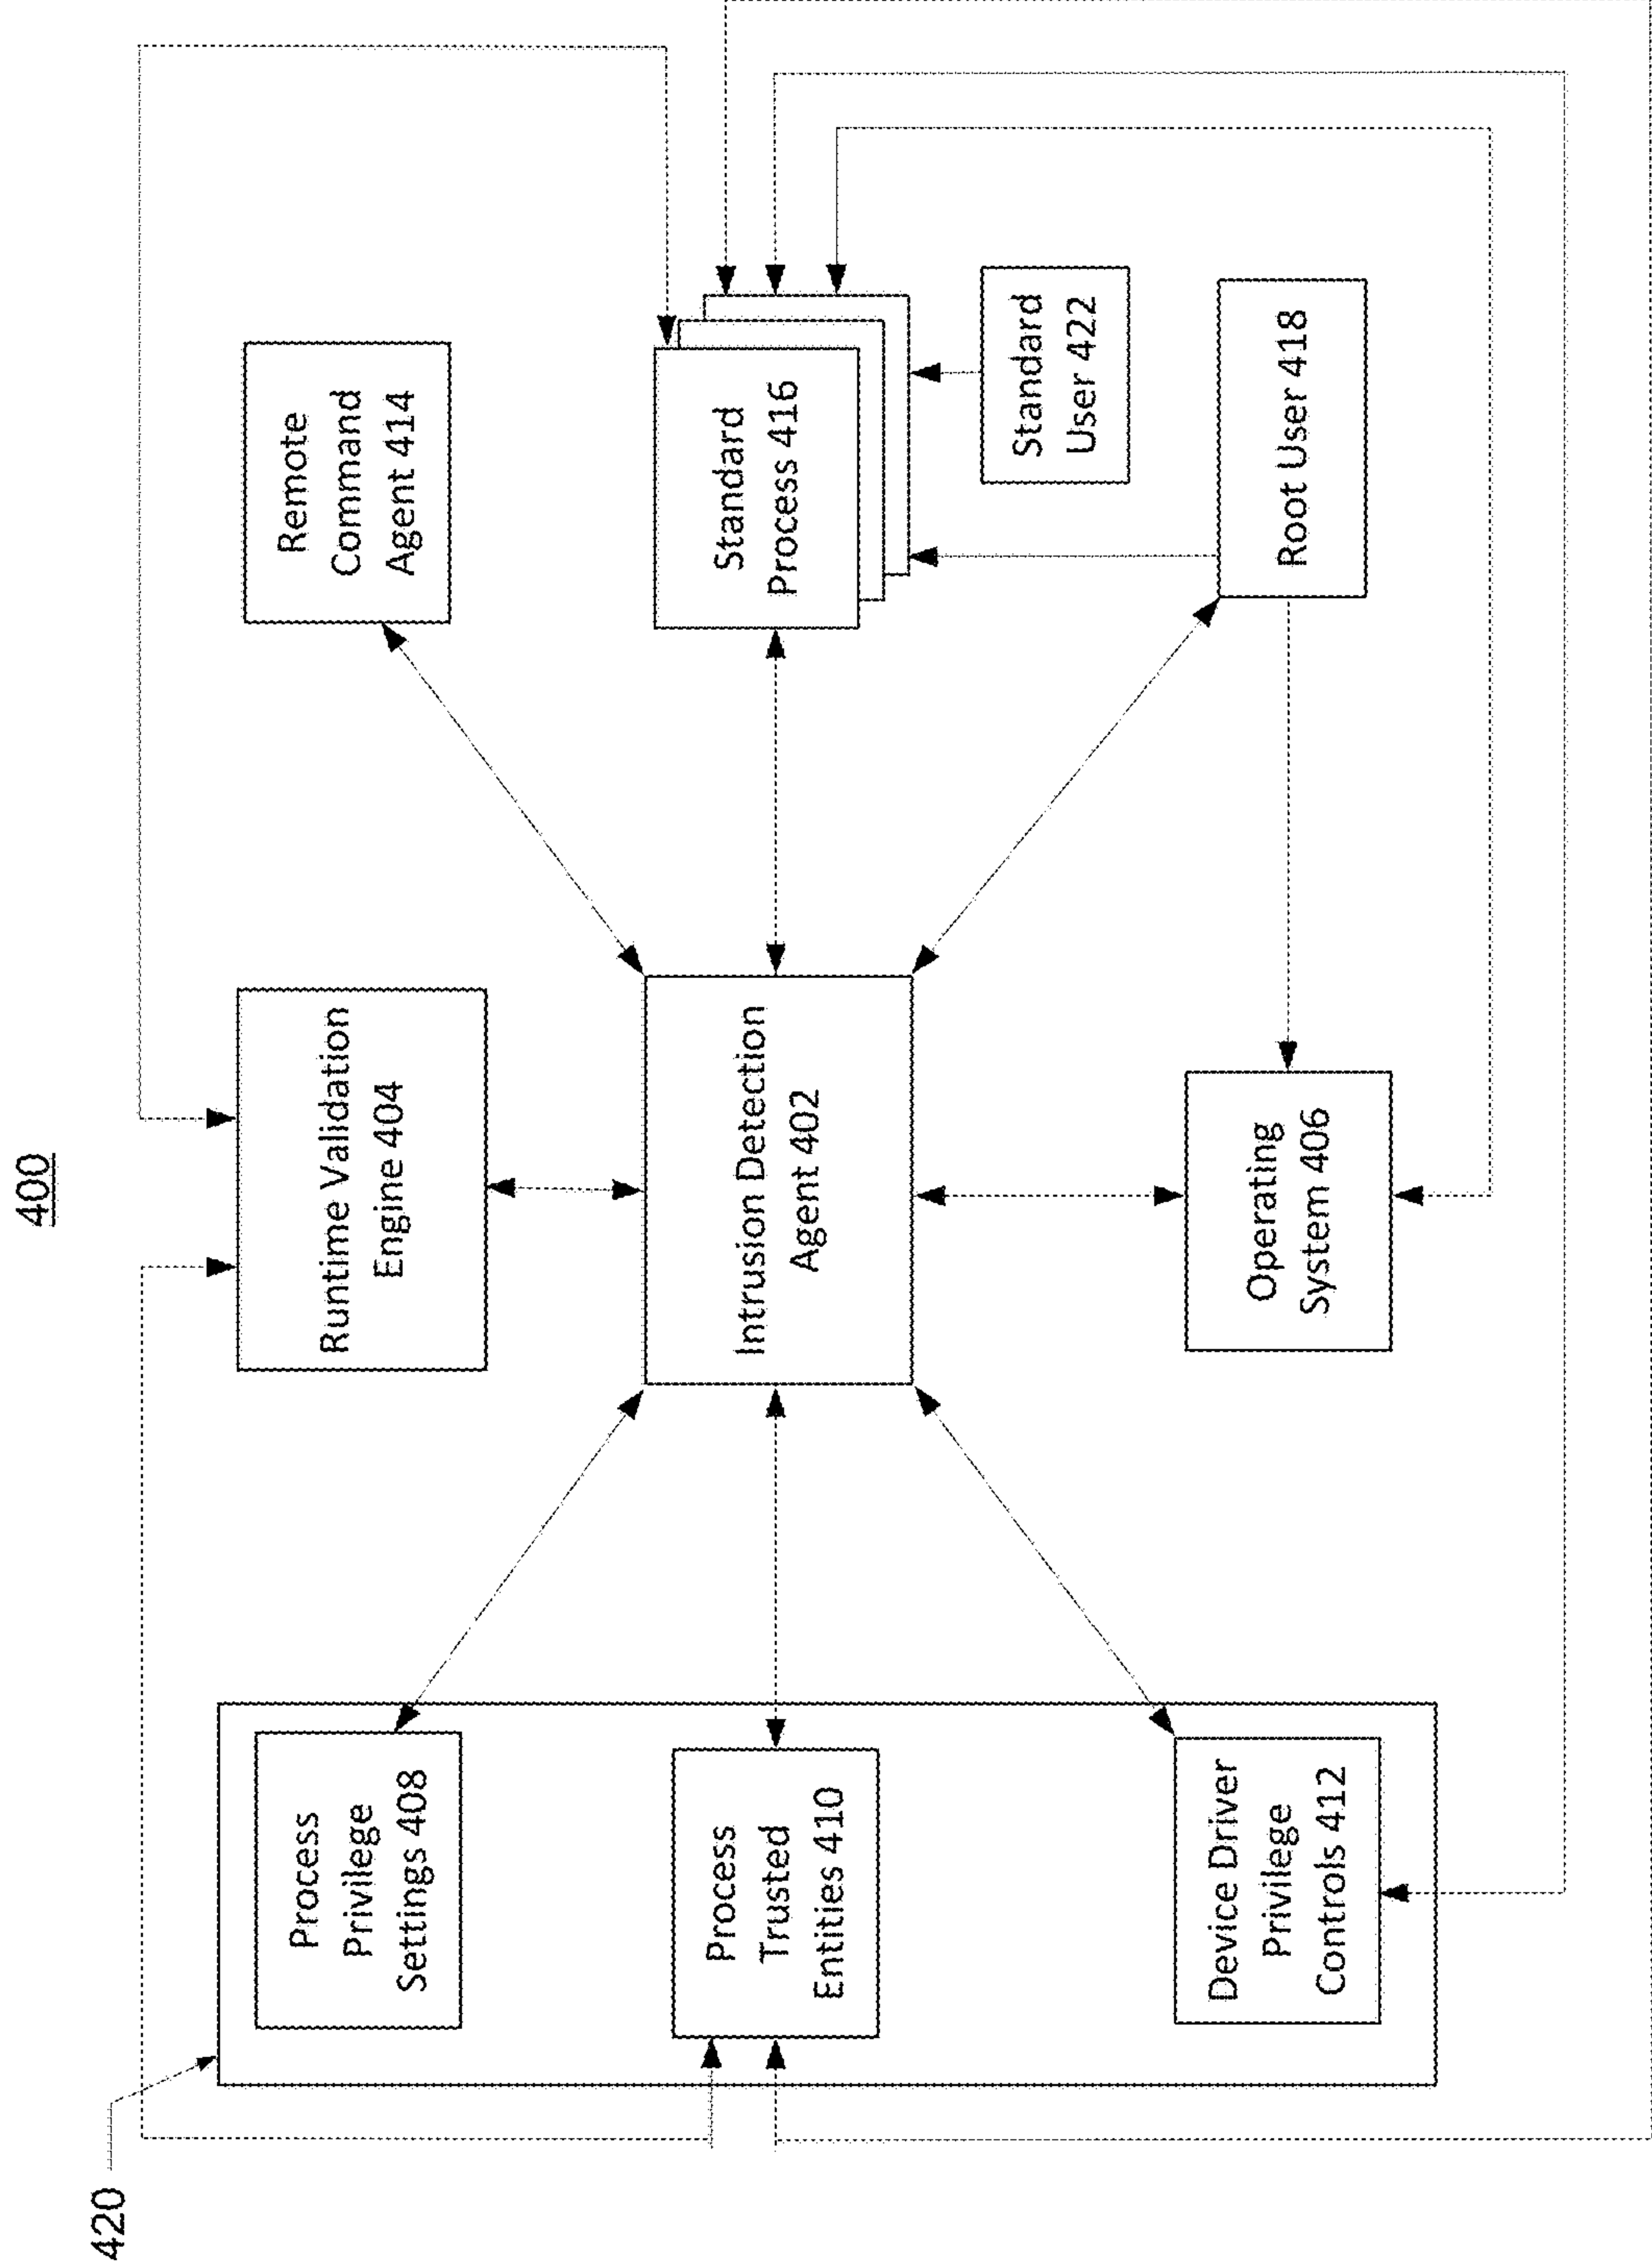 400
420
Process
Privilege
Settings 408
Process
Trusted
Entities 410
Device Driver
Privilege
Controls 412
Runtime Validation
Engine 404
Intrusion Detection
Agent 402
Operating
System 406
Remote
Command
Agent 414
Standard
Process 416
Standard
User 422
Root User 418